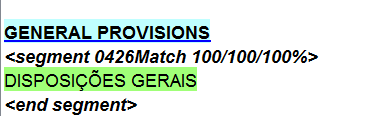 GENERAL PROVISIONS
<segment 0426Match 100/100/100%>
DISPOSIÇÕES GERAIS
<end segment>